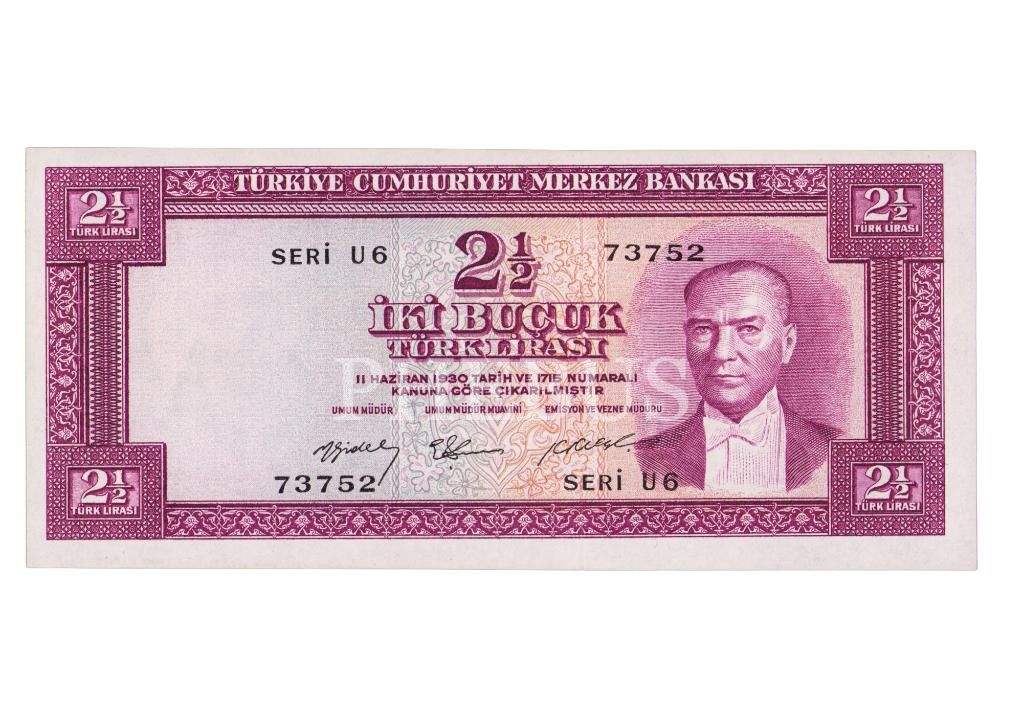 TÜRKİYE CUMHURİYET MERKEZ BANKASI
2½ TÜRK LİRASI
2½ TÜRK LİRASI
SERİ U6 2½ 73752
İKİ BUÇUK
TÜRK LİRASI
11 HAZİRAN 1930 TARİH VE 1715 NUMARALI
KANUNA GÖRE ÇIKARILMIŞTIR
UMUM MÜDÜR UMUM MÜDÜR MUAVİNİ EMİSYON VE VEZNE MÜDÜRÜ
73752 SERİ U6
2½ TÜRK LİRASI
2½ TÜRK LİRASI